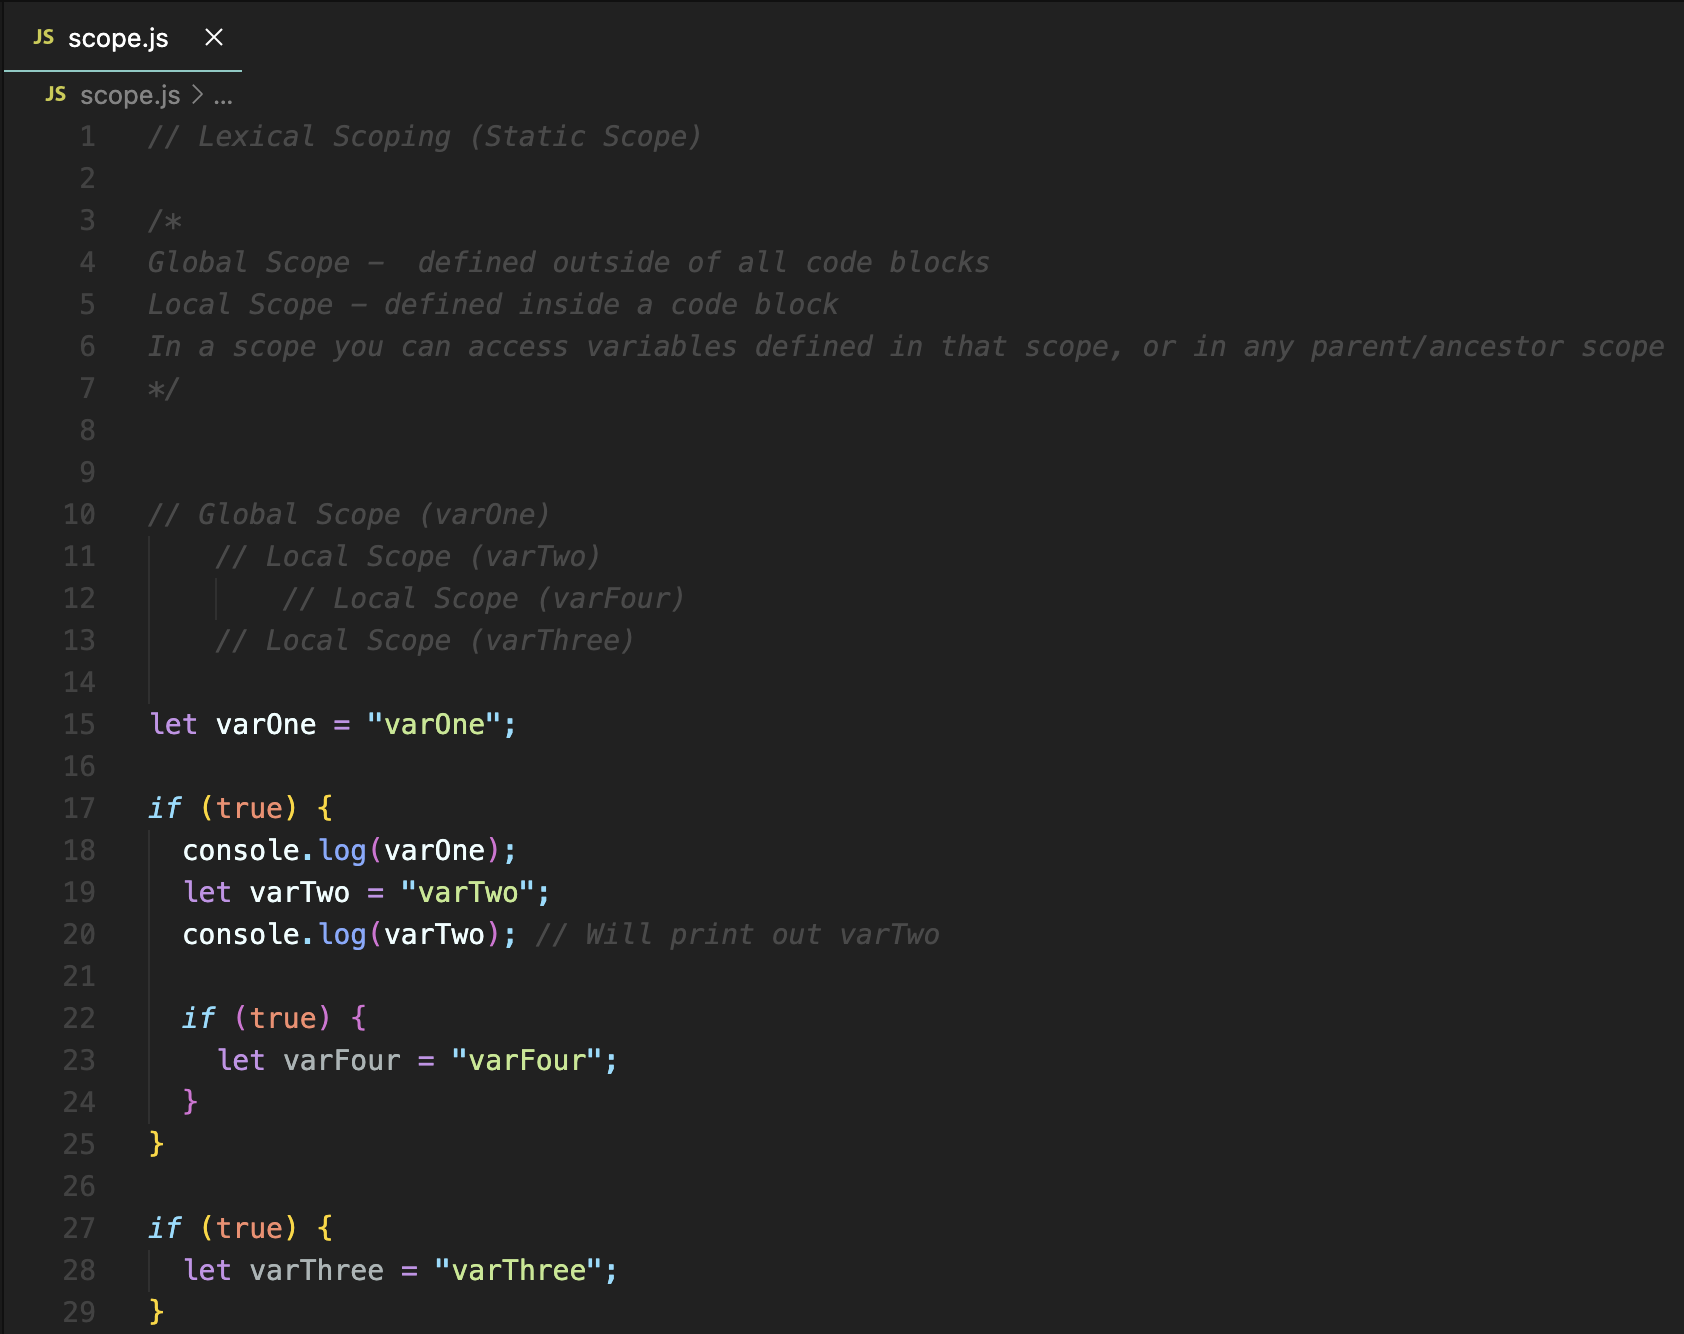 JS scope.js ×
JS scope.js > ...
1 // Lexical Scoping (Static Scope)
2
3 /*
4 Global Scope –  defined outside of all code blocks
5 Local Scope – defined inside a code block
6 In a scope you can access variables defined in that scope, or in any parent/ancestor scope
7 */
8
9
10 // Global Scope (varOne)
11     // Local Scope (varTwo)
12         // Local Scope (varFour)
13     // Local Scope (varThree)
14
15 let varOne = "varOne";
16
17 if (true) {
18   console.log(varOne);
19   let varTwo = "varTwo";
20   console.log(varTwo); // Will print out varTwo
21
22   if (true) {
23     let varFour = "varFour";
24   }
25 }
26
27 if (true) {
28   let varThree = "varThree";
29 }